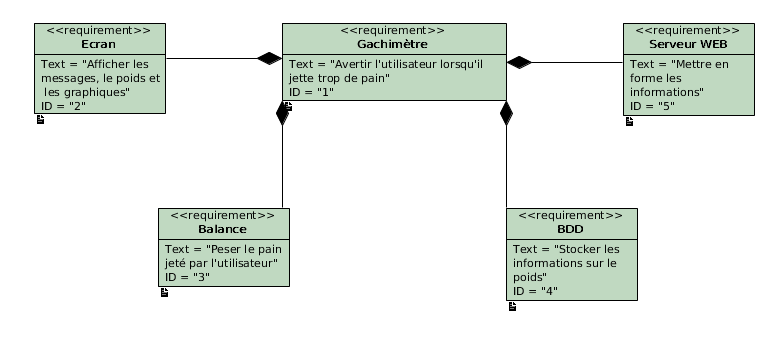 <<requirement>>
Ecran
Text = "Afficher les
messages, le poids et
les graphiques"
ID = "2"
<<requirement>>
Gachimètre
Text = "Avertir l'utilisateur lorsqu'il
jette trop de pain"
ID = "1"
<<requirement>>
Serveur WEB
Text = "Mettre en
forme les
informations"
ID = "5"
<<requirement>>
Balance
Text = "Peser le pain
jeté par l'utilisateur"
ID = "3"
<<requirement>>
BDD
Text = "Stocker les
informations sur le
poids"
ID = "4"